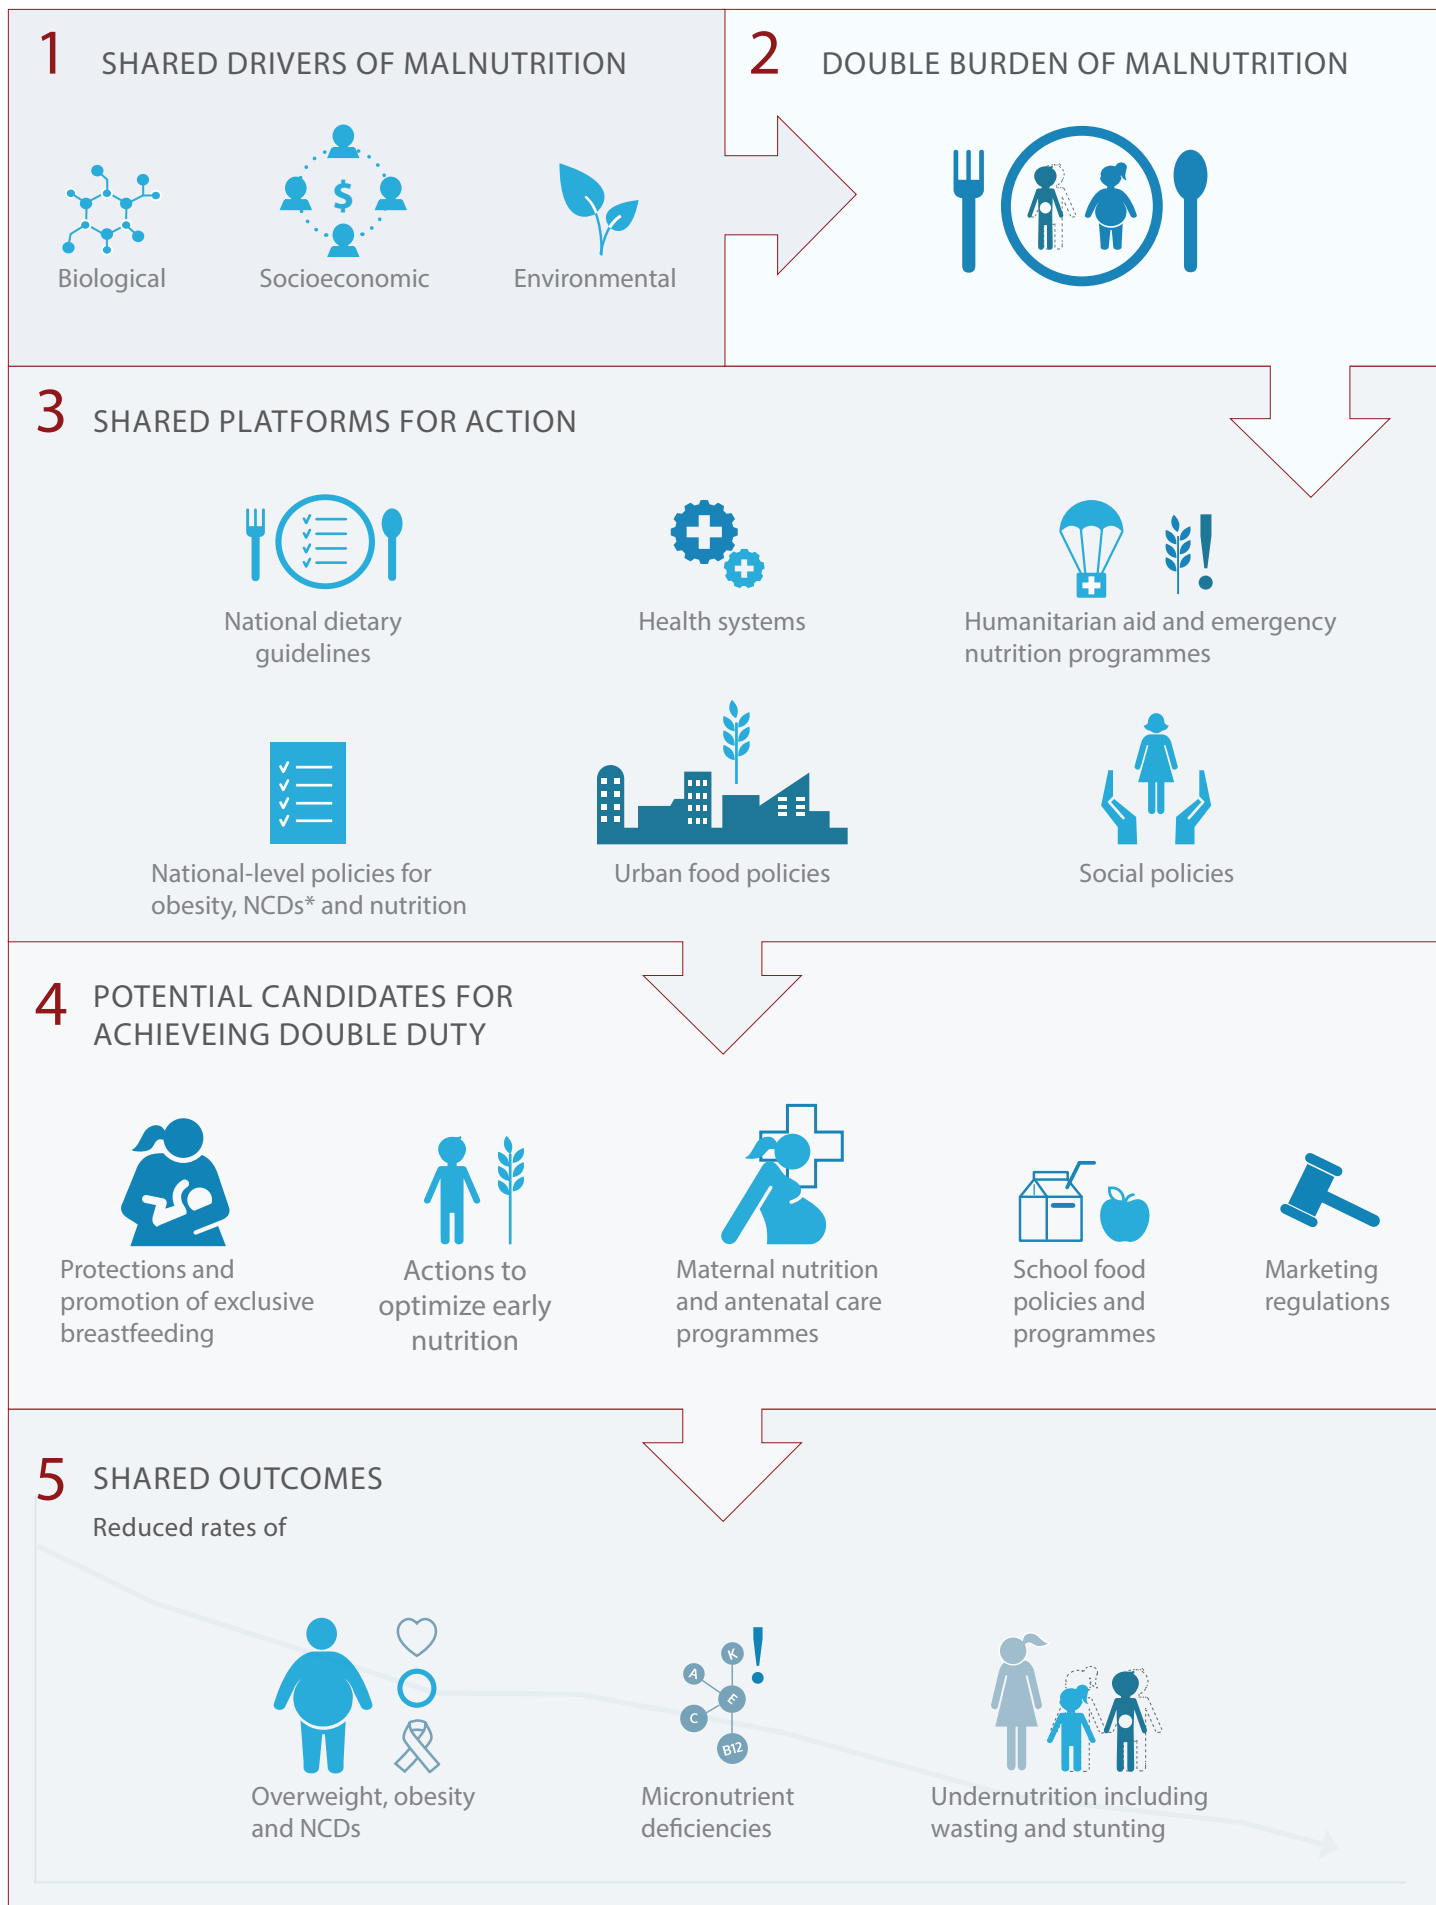 1 SHARED DRIVERS OF MALNUTRITION
$
Biological
Socioeconomic
Environmental
2 DOUBLE BURDEN OF MALNUTRITION
3 SHARED PLATFORMS FOR ACTION
National dietary
guidelines
Health systems
Humanitarian aid and emergency
nutrition programmes
National-level policies for
obesity, NCDs* and nutrition
Urban food policies
Social policies
4 POTENTIAL CANDIDATES FOR
ACHIEVEING DOUBLE DUTY
Protections and
promotion of exclusive
breastfeeding
Actions to
optimize early
nutrition
Maternal nutrition
and antenatal care
programmes
School food
policies and
programmes
Marketing
regulations
5 SHARED OUTCOMES
Reduced rates of
Overweight, obesity
and NCDs
K
!
A
E
C
B12
Micronutrient
deficiencies
Undernutrition including
wasting and stunting